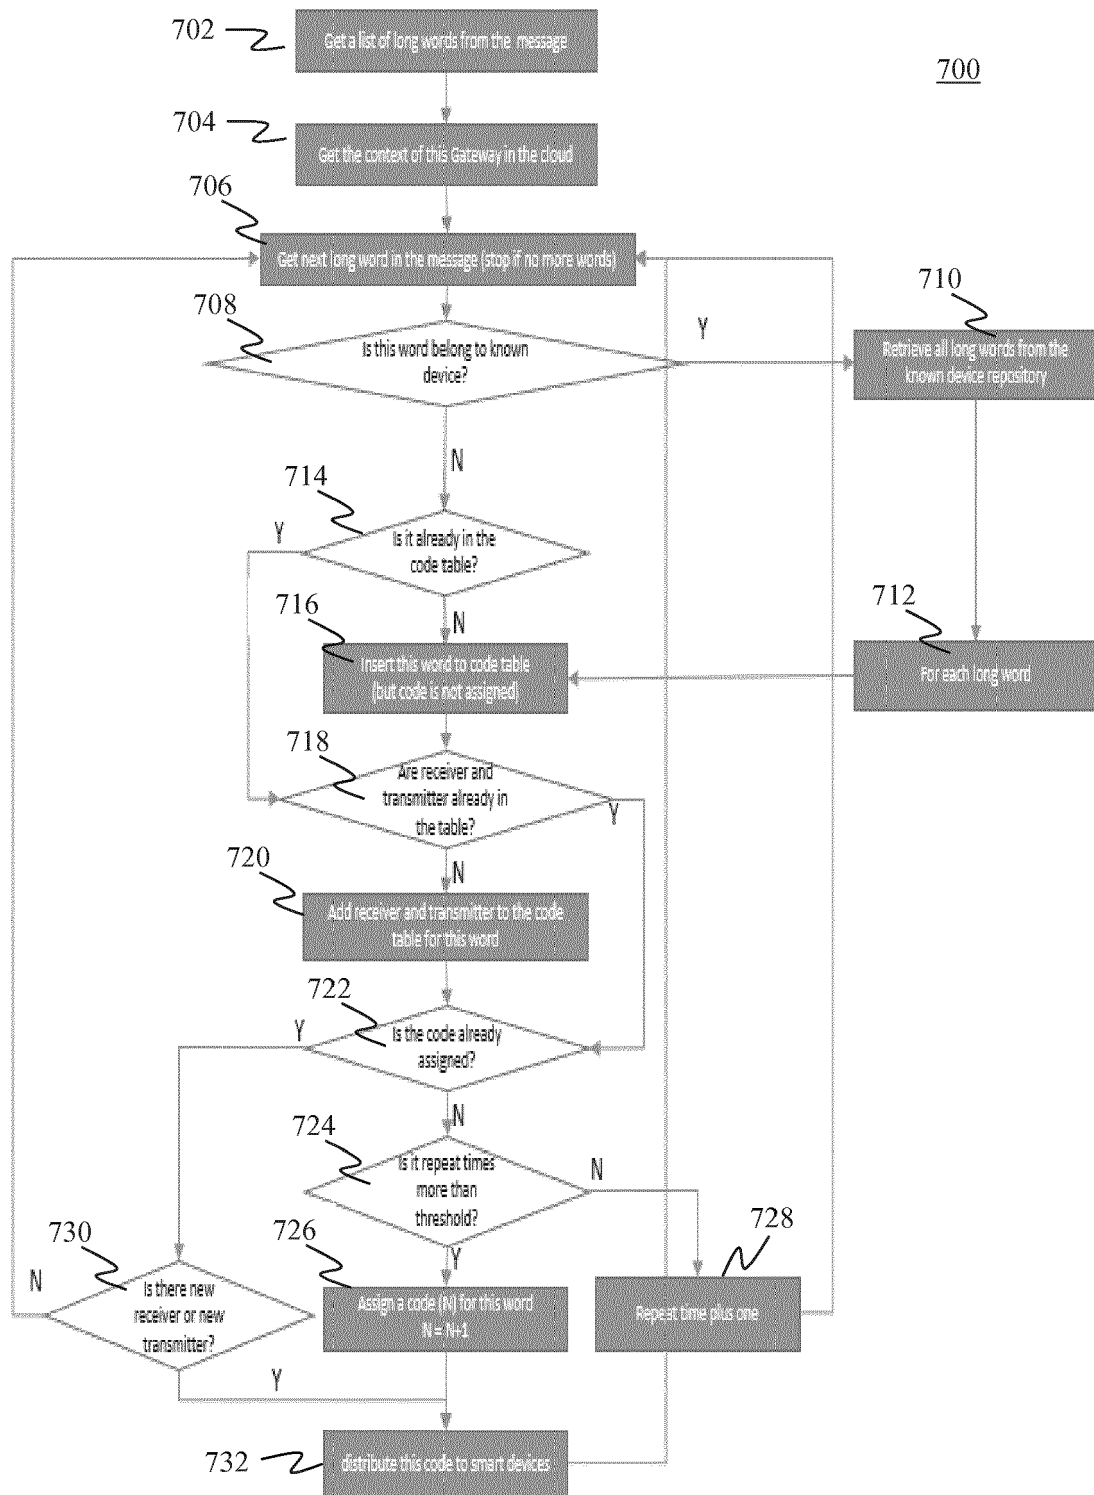 702
Get a list of long words from the message
700
704
Get the context of this Gateway in the cloud
706
Get next long word in the message (stop if no more words)
708
Is this word belong to known
device?
Y
710
Retrieve all long words from the
known device repository
N
714
Y
Is it already in the
code table?
712
For each long word
716
N
Insert this word to code table
(but code is not assigned)
718
Are receiver and
transmitter already in
the table?
Y
720
N
Add receiver and transmitter to the code
table for this word
722
Y
Is the code already
assigned?
N
724
Is it repeat times
more than
threshold?
N
728
Repeat time plus one
730
N
Is there new
receiver or new
transmitter?
726
Y
Assign a code (N) for this word
N = N+1
Y
732
distribute this code to smart devices